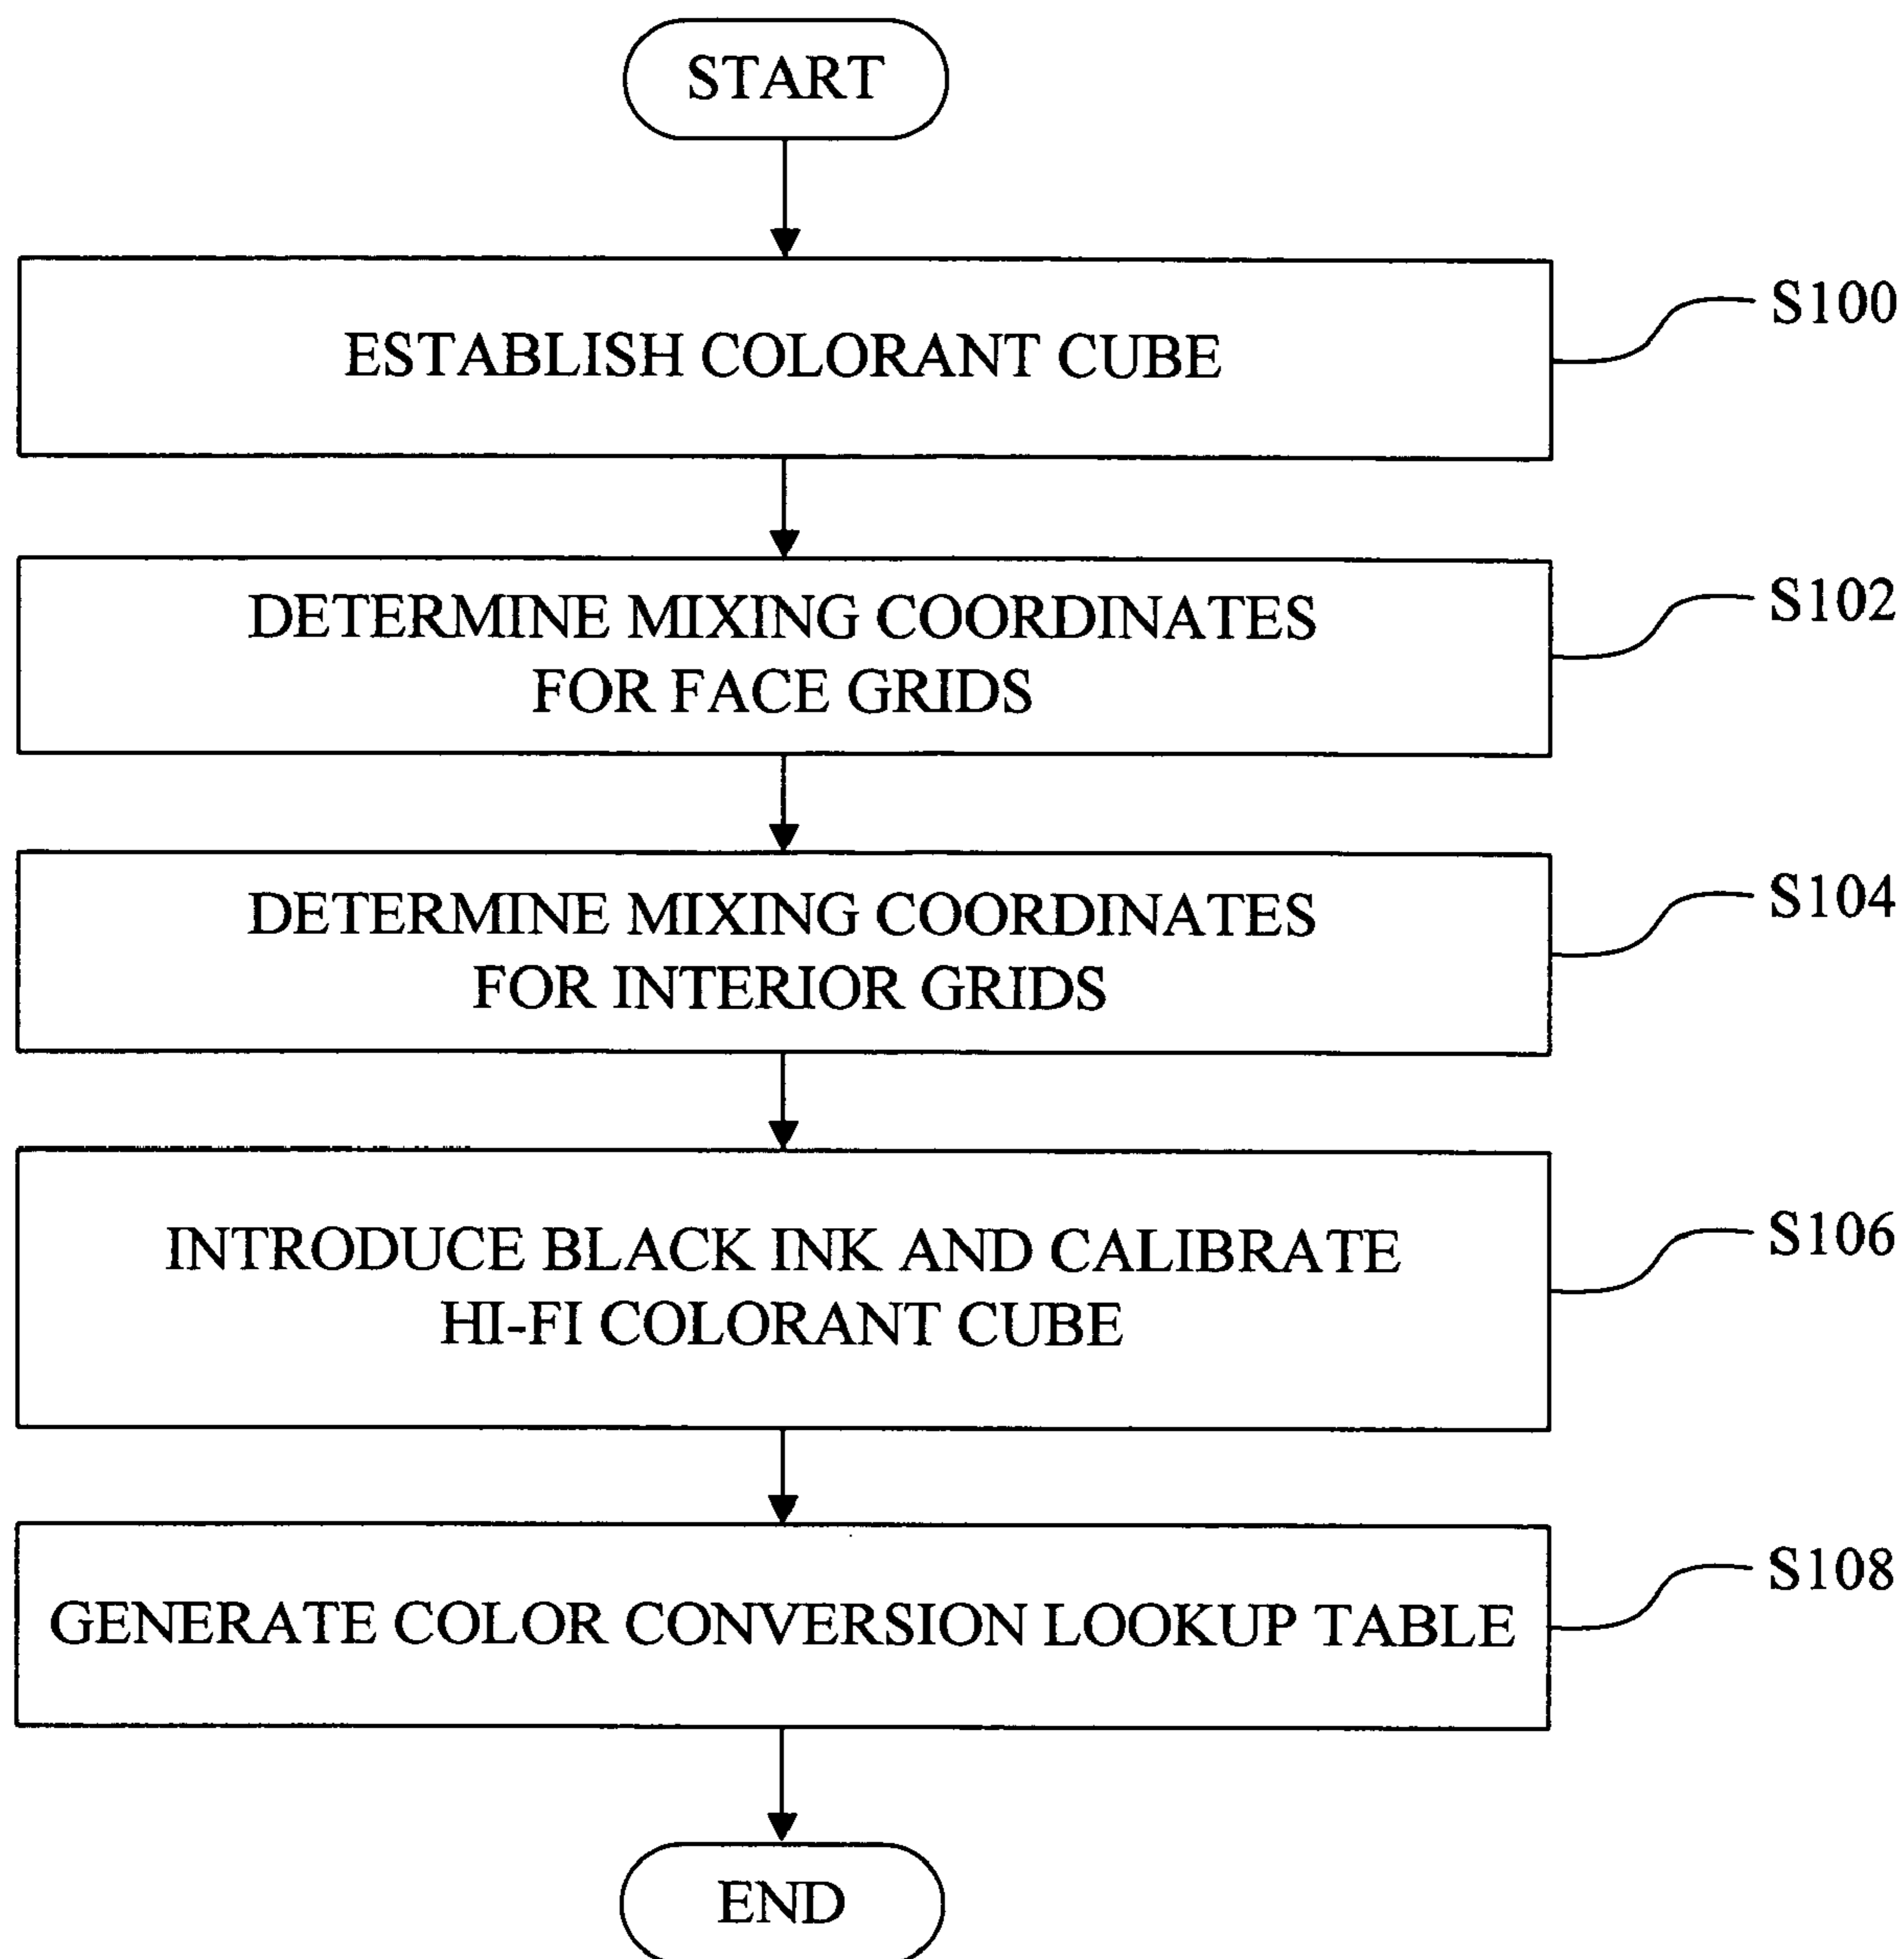 START
ESTABLISH COLORANT CUBE
S100
DETERMINE MIXING COORDINATES
FOR FACE GRIDS
S102
DETERMINE MIXING COORDINATES
FOR INTERIOR GRIDS
S104
INTRODUCE BLACK INK AND CALIBRATE
HI-FI COLORANT CUBE
S106
GENERATE COLOR CONVERSION LOOKUP TABLE
S108
END